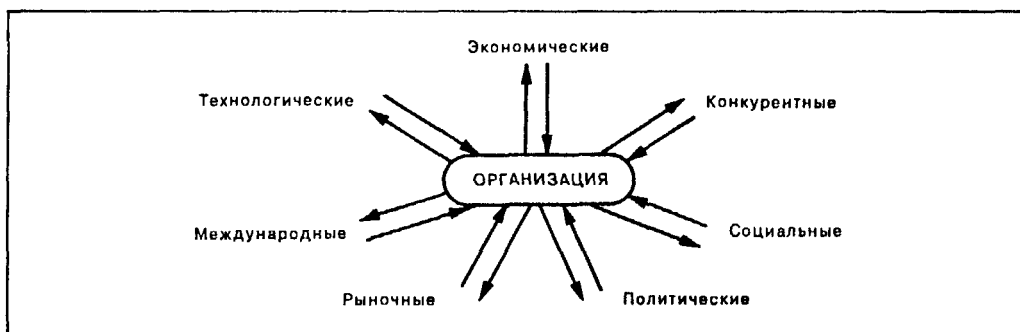 Экономические
Технологические
Конкурентные
ОРГАНИЗАЦИЯ
Международные
Социальные
Рыночные
Политические